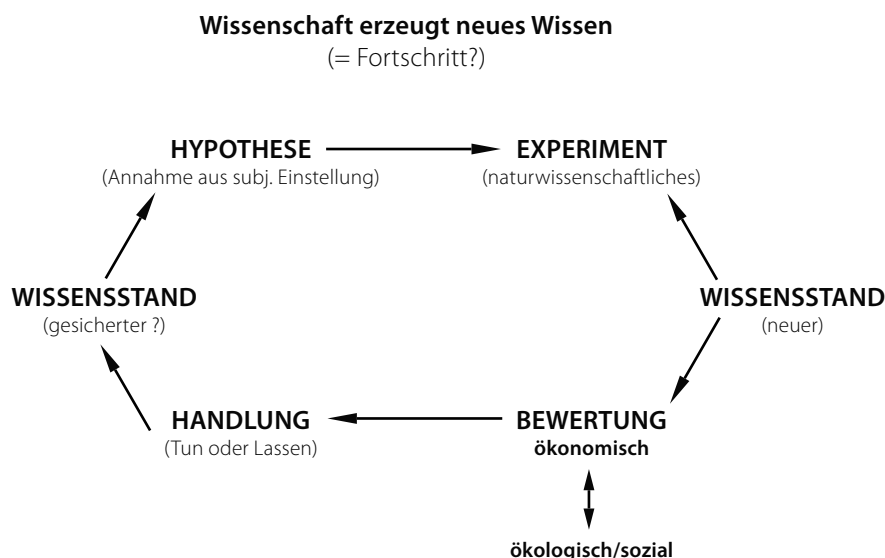 Wissenschaft erzeugt neues Wissen
(= Fortschritt?)
HYPOTHESE
(Annahme aus subj. Einstellung)
EXPERIMENT
(naturwissenschaftliches)
WISSENSSTAND
(gesicherter ?)
WISSENSSTAND
(neuer)
HANDLUNG
(Tun oder Lassen)
BEWERTUNG
ökonomisch
ökologisch/sozial